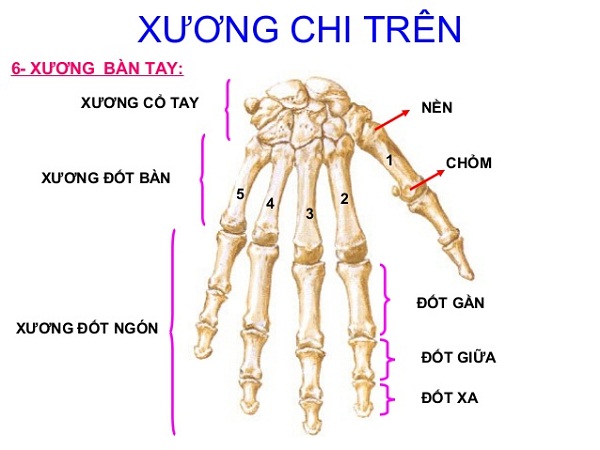 XƯƠNG CHI TRÊN
6- XƯƠNG BÀN TAY:
XƯƠNG CỔ TAY
NỀN
XƯƠNG ĐỐT BÀN
1
CHỎM
5
4
3
2
ĐỐT GẦN
XƯƠNG ĐỐT NGÓN
ĐỐT GIỮA
ĐỐT XA